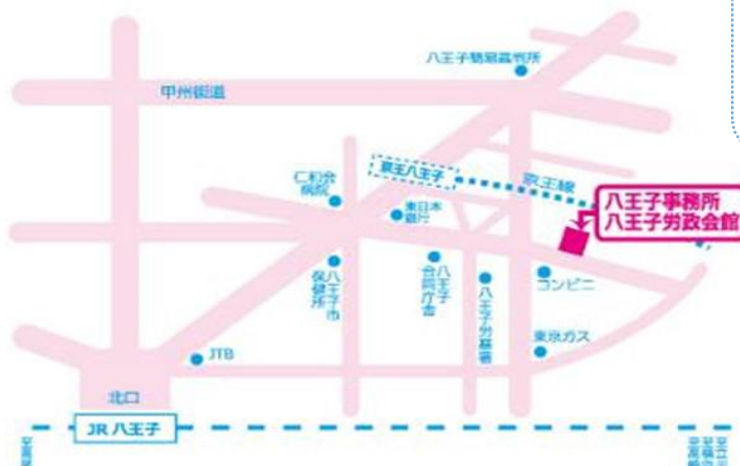 八王子簡易裁判所
甲州街道
京王八王子
京王線
仁和会
病院
東日本
銀行
八王子事務所
八王子労政会館
八王子市
保健所
八王子
合同庁舎
八王子労基署
コンビニ
東京ガス
JTB
北口
JR 八王子